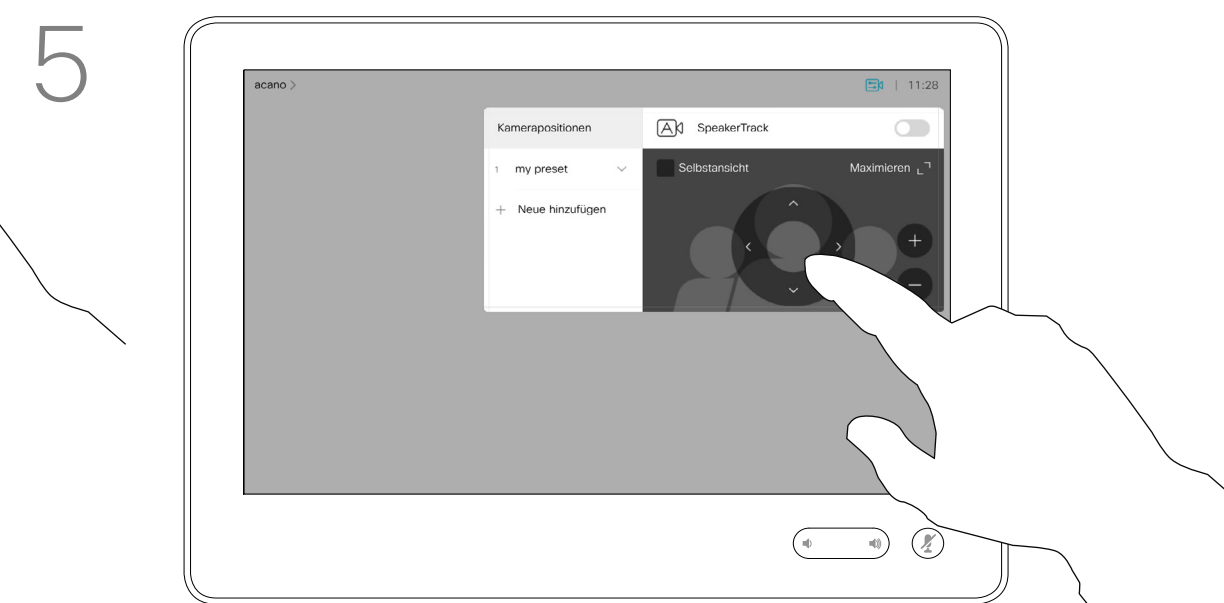 5
acano >
11:28
Kamerapositionen
SpeakerTrack
1 my preset
Selbstansicht
Maximieren
+ Neue hinzufügen